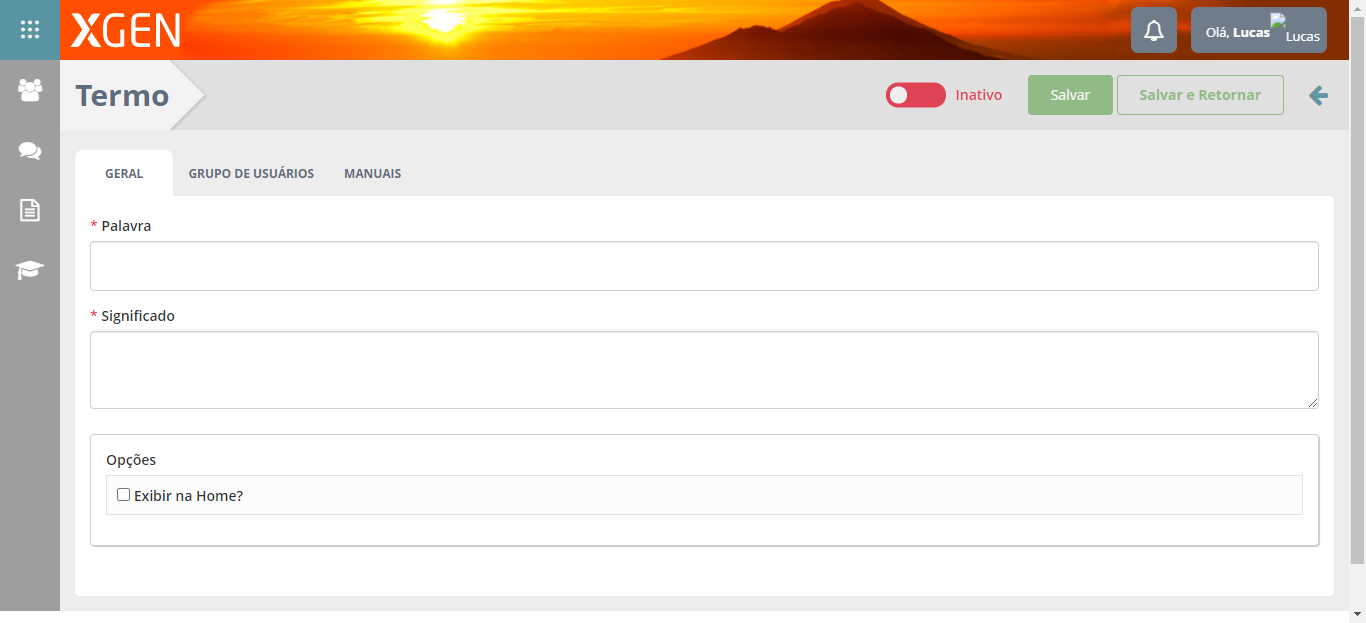 XGEN
Olá, Lucas Lucas
Termo
Inativo
Salvar
Salvar e Retornar
GERAL
GRUPO DE USUÁRIOS
MANUAIS
* Palavra
* Significado
Opções
Exibir na Home?